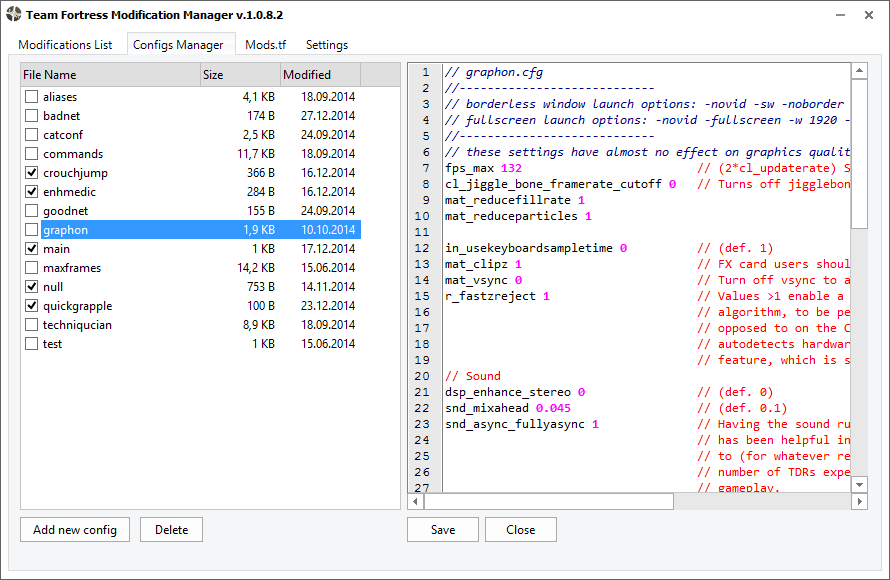 Team Fortress Modification Manager v.1.0.8.2
Modifications List Configs Manager Mods.tf Settings
File Name Size Modified
aliases 4,1 KB 18.09.2014
badnet 174 B 27.12.2014
catconf 2,5 KB 24.09.2014
commands 11,7 KB 18.09.2014
crouchjump 366 B 16.12.2014
enhmedic 284 B 16.12.2014
goodnet 155 B 24.09.2014
graphon 1,9 KB 10.10.2014
main 1 KB 17.12.2014
maxframes 14,2 KB 15.06.2014
null 753 B 14.11.2014
quickgrapple 100 B 23.12.2014
techniqucian 8,9 KB 18.09.2014
test 1 KB 15.06.2014
Add new config Delete
1 // graphon.cfg
2 //---------------------------
3 // borderless window launch options: -novid -sw -noborder
4 // fullscreen launch options: -novid -fullscreen -w 1920 -
5 //---------------------------
6 // these settings have almost no effect on graphics qualit
7 fps_max 132 // (2*cl_updaterate) S
8 cl_jiggle_bone_framerate_cutoff 0 // Turns off jigglebon
9 mat_reducefillrate 1
10 mat_reduceparticles 1
11
12 in_usekeyboardsampletime 0 // (def. 1)
13 mat_clipz 1 // FX card users shoul
14 mat_vsync 0 // Turn off vsync to a
15 r_fastzreject 1 // Values >1 enable a
16 // algorithm, to be pe
17 // opposed to on the C
18 // autodetects hardwar
19 // feature, which is s
20 // Sound
21 dsp_enhance_stereo 0 // (def. 0)
22 snd_mixahead 0.045 // (def. 0.1)
23 snd_async_fullyasync 1 // Having the sound ru
24 // has been helpful in
25 // to (for whatever re
26 // number of TDRs expe
27 // gameplay.
Save Close